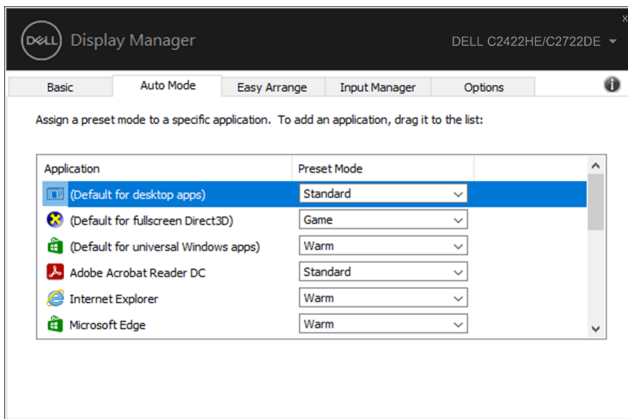 DELL Display Manager DELL C2422HE/C2722DE
x
Basic Auto Mode Easy Arrange Input Manager Options i
Assign a preset mode to a specific application. To add an application, drag it to the list:
Application Preset Mode
(Default for desktop apps) Standard
(Default for fullscreen Direct3D) Game
(Default for universal Windows apps) Warm
Adobe Acrobat Reader DC Standard
Internet Explorer Warm
Microsoft Edge Warm